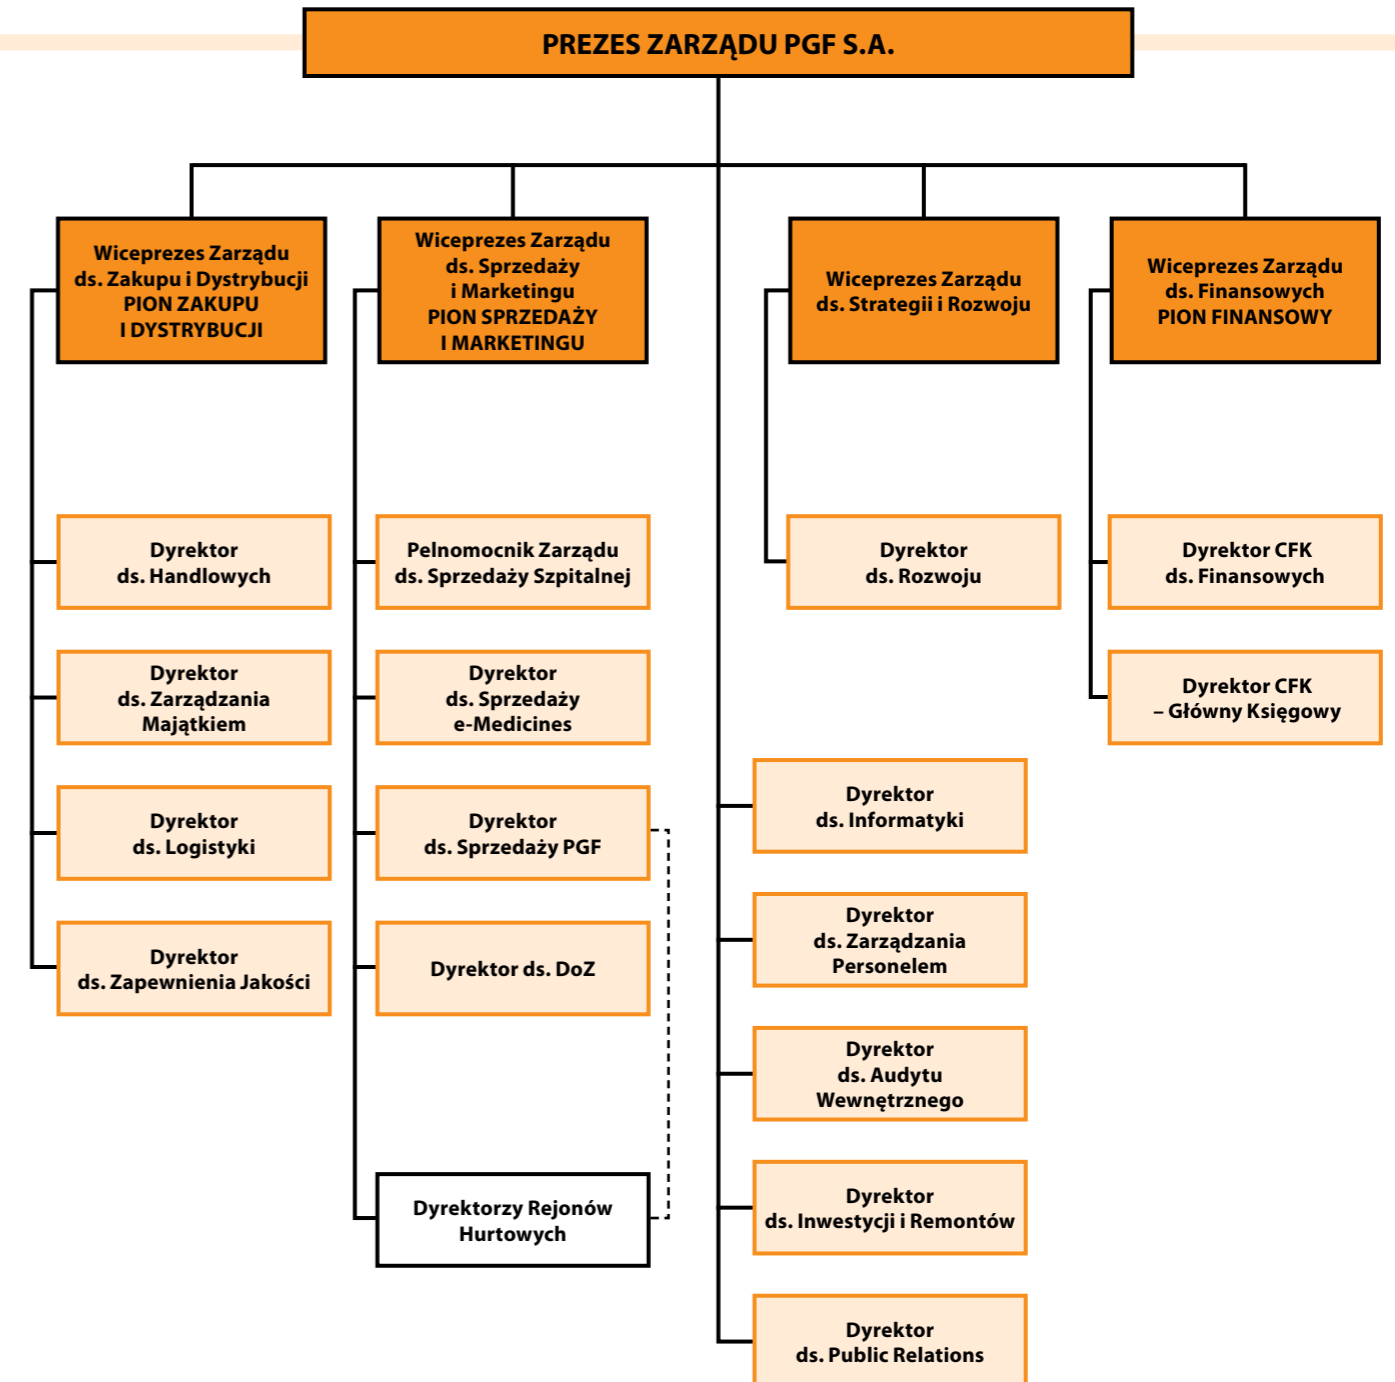 PREZES ZARZĄDU PGF S.A.
Wiceprezes Zarządu
ds. Zakupu i Dystrybucji
PION ZAKUPU
I DYSTRYBUCJI
Wiceprezes Zarządu
ds. Sprzedaży
i Marketingu
PION SPRZEDAŻY
I MARKETINGU
Wiceprezes Zarządu
ds. Strategii i Rozwoju
Wiceprezes Zarządu
ds. Finansowych
PION FINANSOWY
Dyrektor
ds. Handlowych
Dyrektor
ds. Zarządzania
Majątkiem
Dyrektor
ds. Logistyki
Dyrektor
ds. Zapewnienia Jakości
Pelnomocnik Zarządu
ds. Sprzedaży Szpitalnej
Dyrektor
ds. Sprzedaży
e-Medicines
Dyrektor
ds. Sprzedaży PGF
Dyrektor ds. DoZ
Dyrektorzy Rejonów
Hurtowych
Dyrektor
ds. Rozwoju
Dyrektor CFK
ds. Finansowych
Dyrektor CFK
– Główny Księgowy
Dyrektor
ds. Informatyki
Dyrektor
ds. Zarządzania
Personelem
Dyrektor
ds. Audytu
Wewnętrznego
Dyrektor
ds. Inwestycji i Remontów
Dyrektor
ds. Public Relations